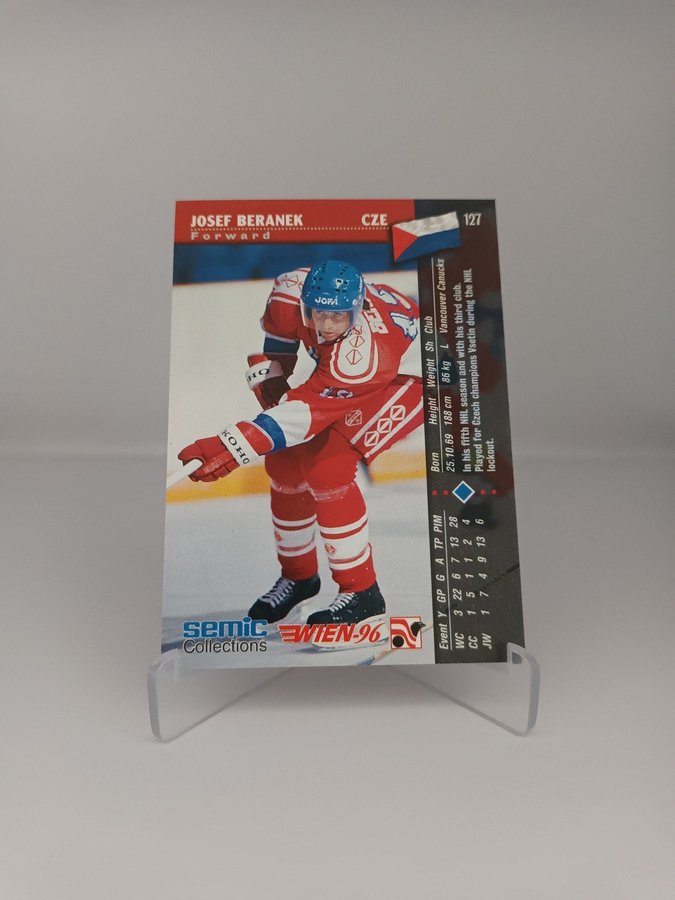 JOSEF BERANEK CZE 127
Forward
JOFA
KOHO
Born Height Weight Sh Club
25.10.69 188 cm 86 kg L Vancouver Canucks
In his fifth NHL season and with his third club.
Played for Czech champions Vsetin during the NHL
lockout.
Event Y GP G A TP PIM
WC 3 22 6 7 13 28
CC 1 5 1 1 2 4
JW 1 7 4 9 13 6
semic
Collections
WIEN-96